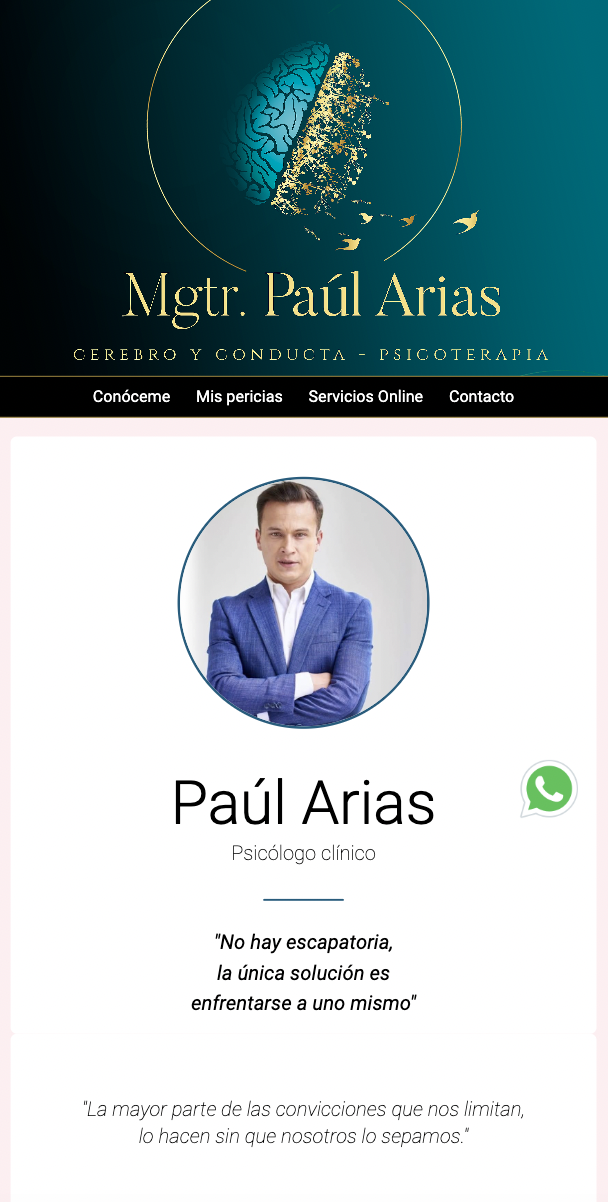 Mgtr. Paúl Arias
CEREBRO Y CONDUCTA - PSICOTERAPIA
Conóceme Mis pericias Servicios Online Contacto
Paúl Arias
Psicólogo clínico
"No hay escapatoria,
la única solución es
enfrentarse a uno mismo"
"La mayor parte de las convicciones que nos limitan,
lo hacen sin que nosotros lo sepamos."